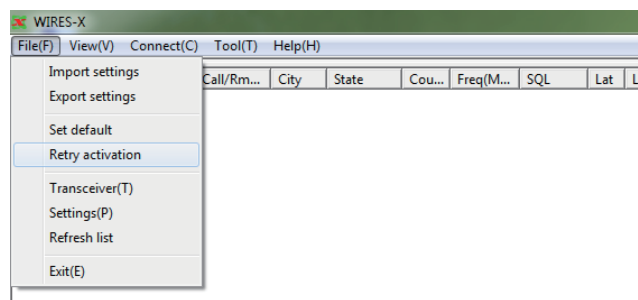 WIRES-X
File(F) View(V) Connect(C) Tool(T) Help(H)
Call/Rm... City State Cou... Freq(M... SQL Lat L
Import settings
Export settings
Set default
Retry activation
Transceiver(T)
Settings(P)
Refresh list
Exit(E)